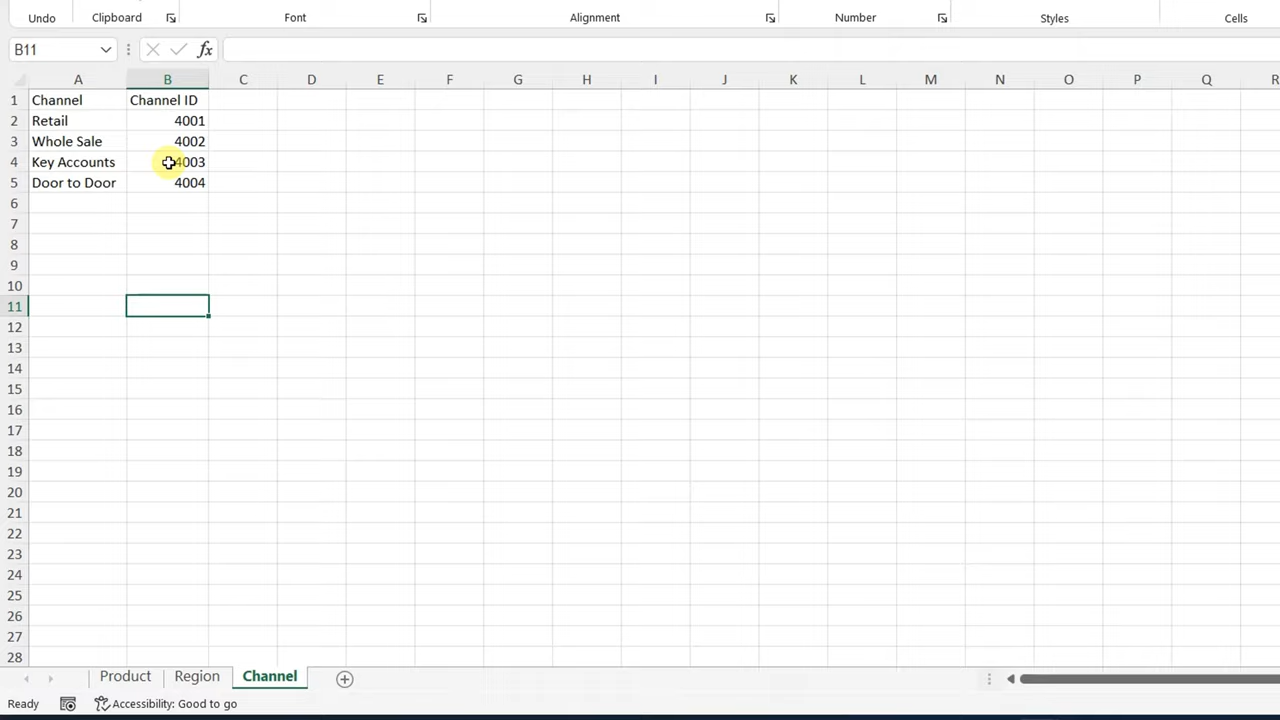 Undo Clipboard Font Alignment Number Styles Cells
B11 fx
A B C D E F G H I J K L M N O P Q R
1 Channel Channel ID
2 Retail 4001
3 Whole Sale 4002
4 Key Accounts 4003
5 Door to Door 4004
6
7
8
9
10
11
12
13
14
15
16
17
18
19
20
21
22
23
24
25
26
27
28
Product Region Channel
Ready Accessibility: Good to go